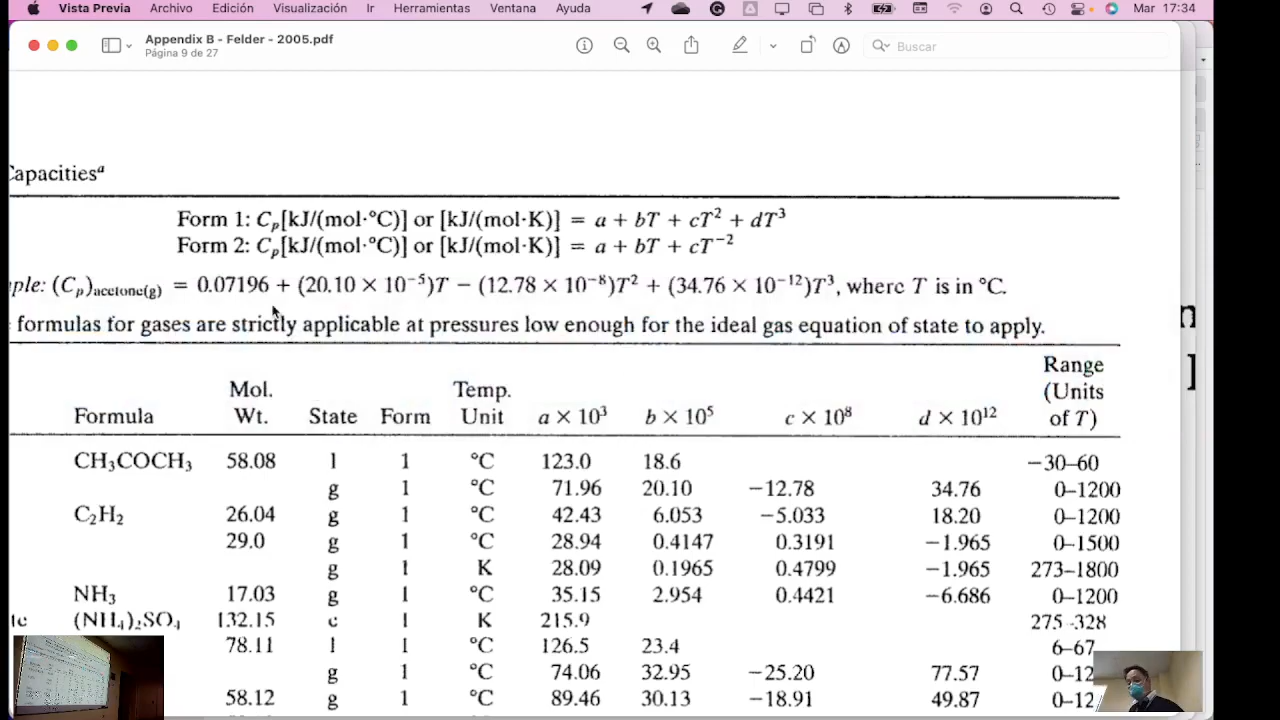 Vista Previa Archivo Edición Visualización Ir Herramientas Ventana Ayuda Mar 17:34
Appendix B - Felder - 2005.pdf
Página 9 de 27
Buscar
Capacitiesᵃ
Form 1: Cₚ[kJ/(mol·°C)] or [kJ/(mol·K)] = a + bT + cT² + dT³
Form 2: Cₚ[kJ/(mol·°C)] or [kJ/(mol·K)] = a + bT + cT⁻²
ple: (Cₚ)acetone(g) = 0.07196 + (20.10 × 10⁻⁵)T − (12.78 × 10⁻⁸)T² + (34.76 × 10⁻¹²)T³, where T is in °C.
formulas for gases are strictly applicable at pressures low enough for the ideal gas equation of state to apply.
Formula Mol. Wt. State Form Temp. Unit a × 10³ b × 10⁵ c × 10⁸ d × 10¹² Range (Units of T)
CH₃COCH₃ 58.08 l 1 °C 123.0 18.6 −30–60
g 1 °C 71.96 20.10 −12.78 34.76 0–1200
C₂H₂ 26.04 g 1 °C 42.43 6.053 −5.033 18.20 0–1200
29.0 g 1 °C 28.94 0.4147 0.3191 −1.965 0–1500
g 1 K 28.09 0.1965 0.4799 −1.965 273–1800
NH₃ 17.03 g 1 °C 35.15 2.954 0.4421 −6.686 0–1200
(NH₄)₂SO₄ 132.15 c 1 K 215.9 275–328
78.11 l 1 °C 126.5 23.4 6–67
g 1 °C 74.06 32.95 −25.20 77.57 0–12
58.12 g 1 °C 89.46 30.13 −18.91 49.87 0–12